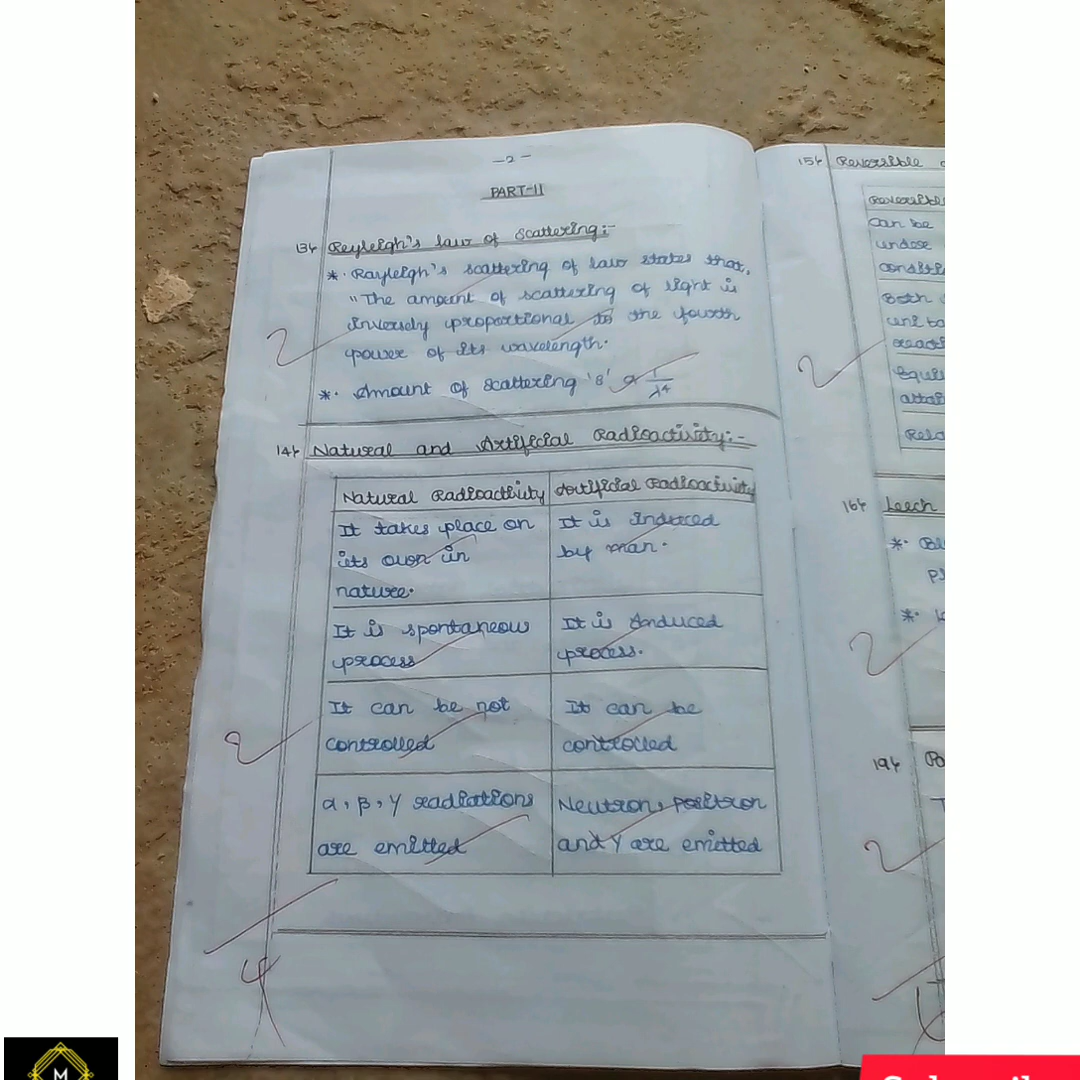 -2-
PART-II
13, Reyleigh's law of scattering:-
*. Rayleigh's scattering of law states that,
"The amount of scattering of light is
inversely proportional to the fourth
power of its wavelength.
*. Amount of scattering 'S' α 1/λ4
2
14, Natural and Artificial Radioactivity:-
Natural Radioactivity Artificial Radioactivity
It takes place on It is induced
its own in by man.
nature.
It is spontaneous It is induced
process process.
It can be not It can be
controlled controlled
2
α, β, γ radiations Neutron, positron
are emitted and γ are emitted
4
15, Reversible
Reversible
can be
under
Both
reacti
2
16, Leech
*.
*.
2
19,
2
M